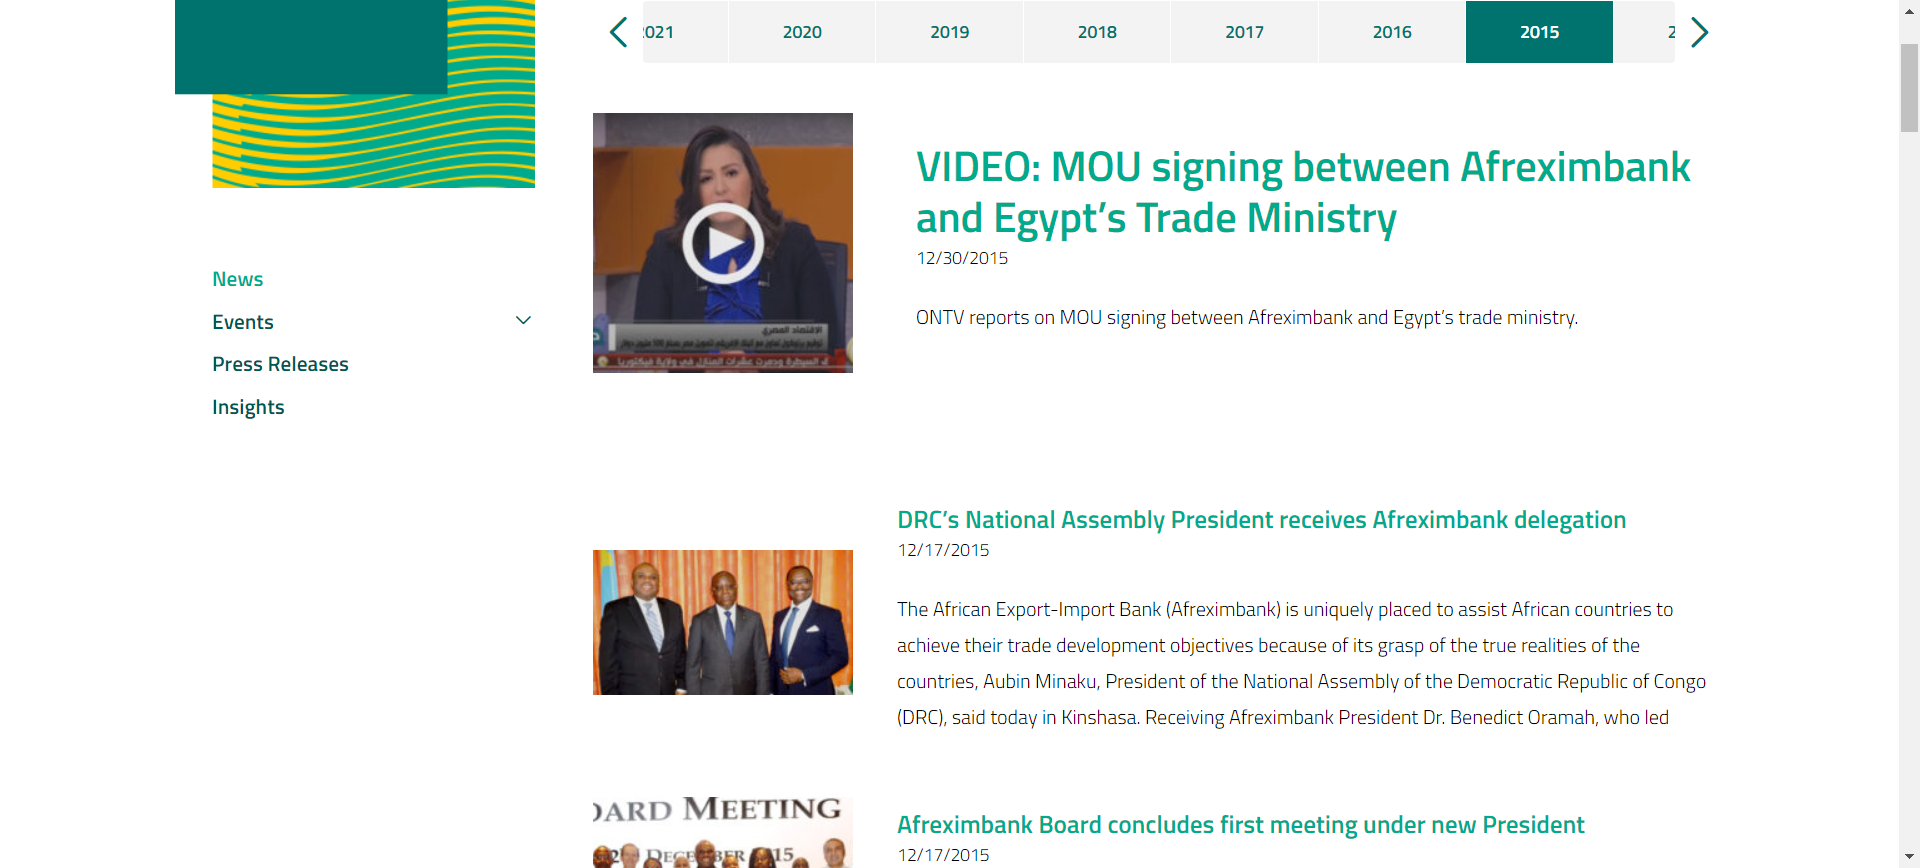 2020
2019
2018
2017
2016
2015
VIDEO: MOU signing between Afreximbank
and Egypt’s Trade Ministry
12/30/2015
ONTV reports on MOU signing between Afreximbank and Egypt’s trade ministry.
الاقتصاد المصري
News
Events
Press Releases
Insights
DRC’s National Assembly President receives Afreximbank delegation
12/17/2015
The African Export-Import Bank (Afreximbank) is uniquely placed to assist African countries to
achieve their trade development objectives because of its grasp of the true realities of the
countries, Aubin Minaku, President of the National Assembly of the Democratic Republic of Congo
(DRC), said today in Kinshasa. Receiving Afreximbank President Dr. Benedict Oramah, who led
MEETING
Afreximbank Board concludes first meeting under new President
12/17/2015